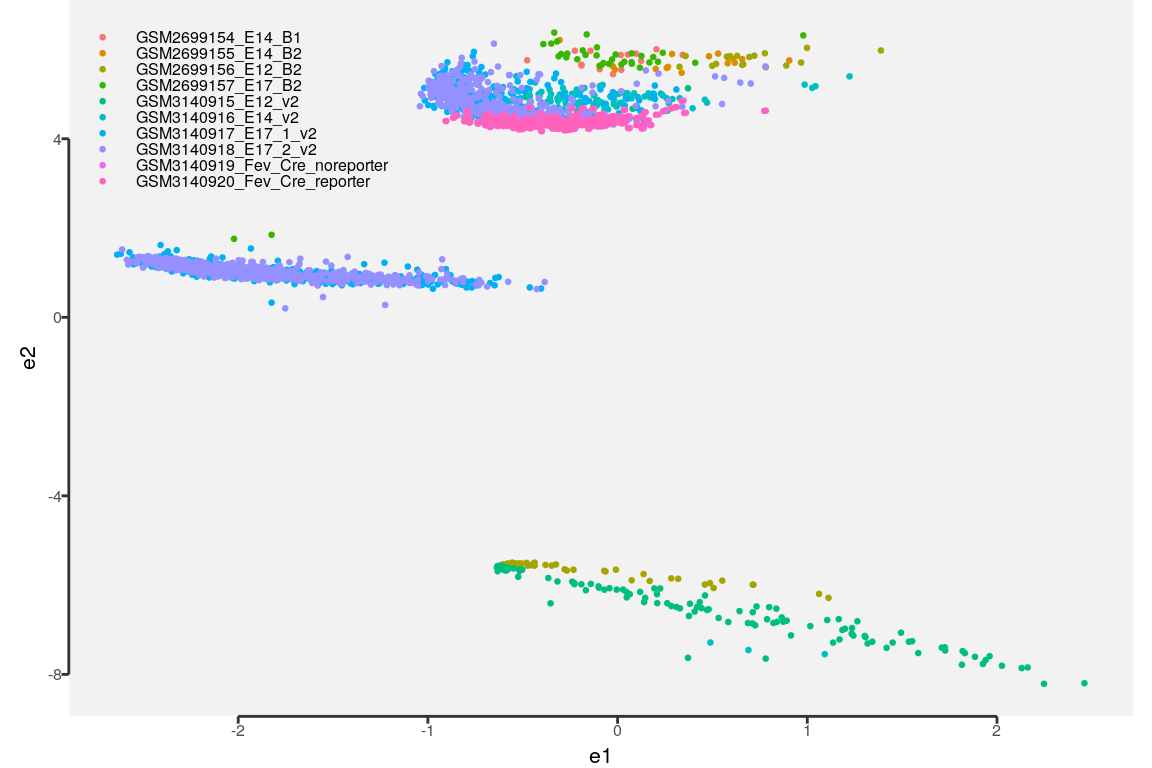 GSM2699154_E14_B1
GSM2699155_E14_B2
GSM2699156_E12_B2
GSM2699157_E17_B2
GSM3140915_E12_v2
GSM3140916_E14_v2
GSM3140917_E17_1_v2
GSM3140918_E17_2_v2
GSM3140919_Fev_Cre_noreporter
GSM3140920_Fev_Cre_reporter
4
0
-4
-8
e2
-2
-1
0
1
2
e1